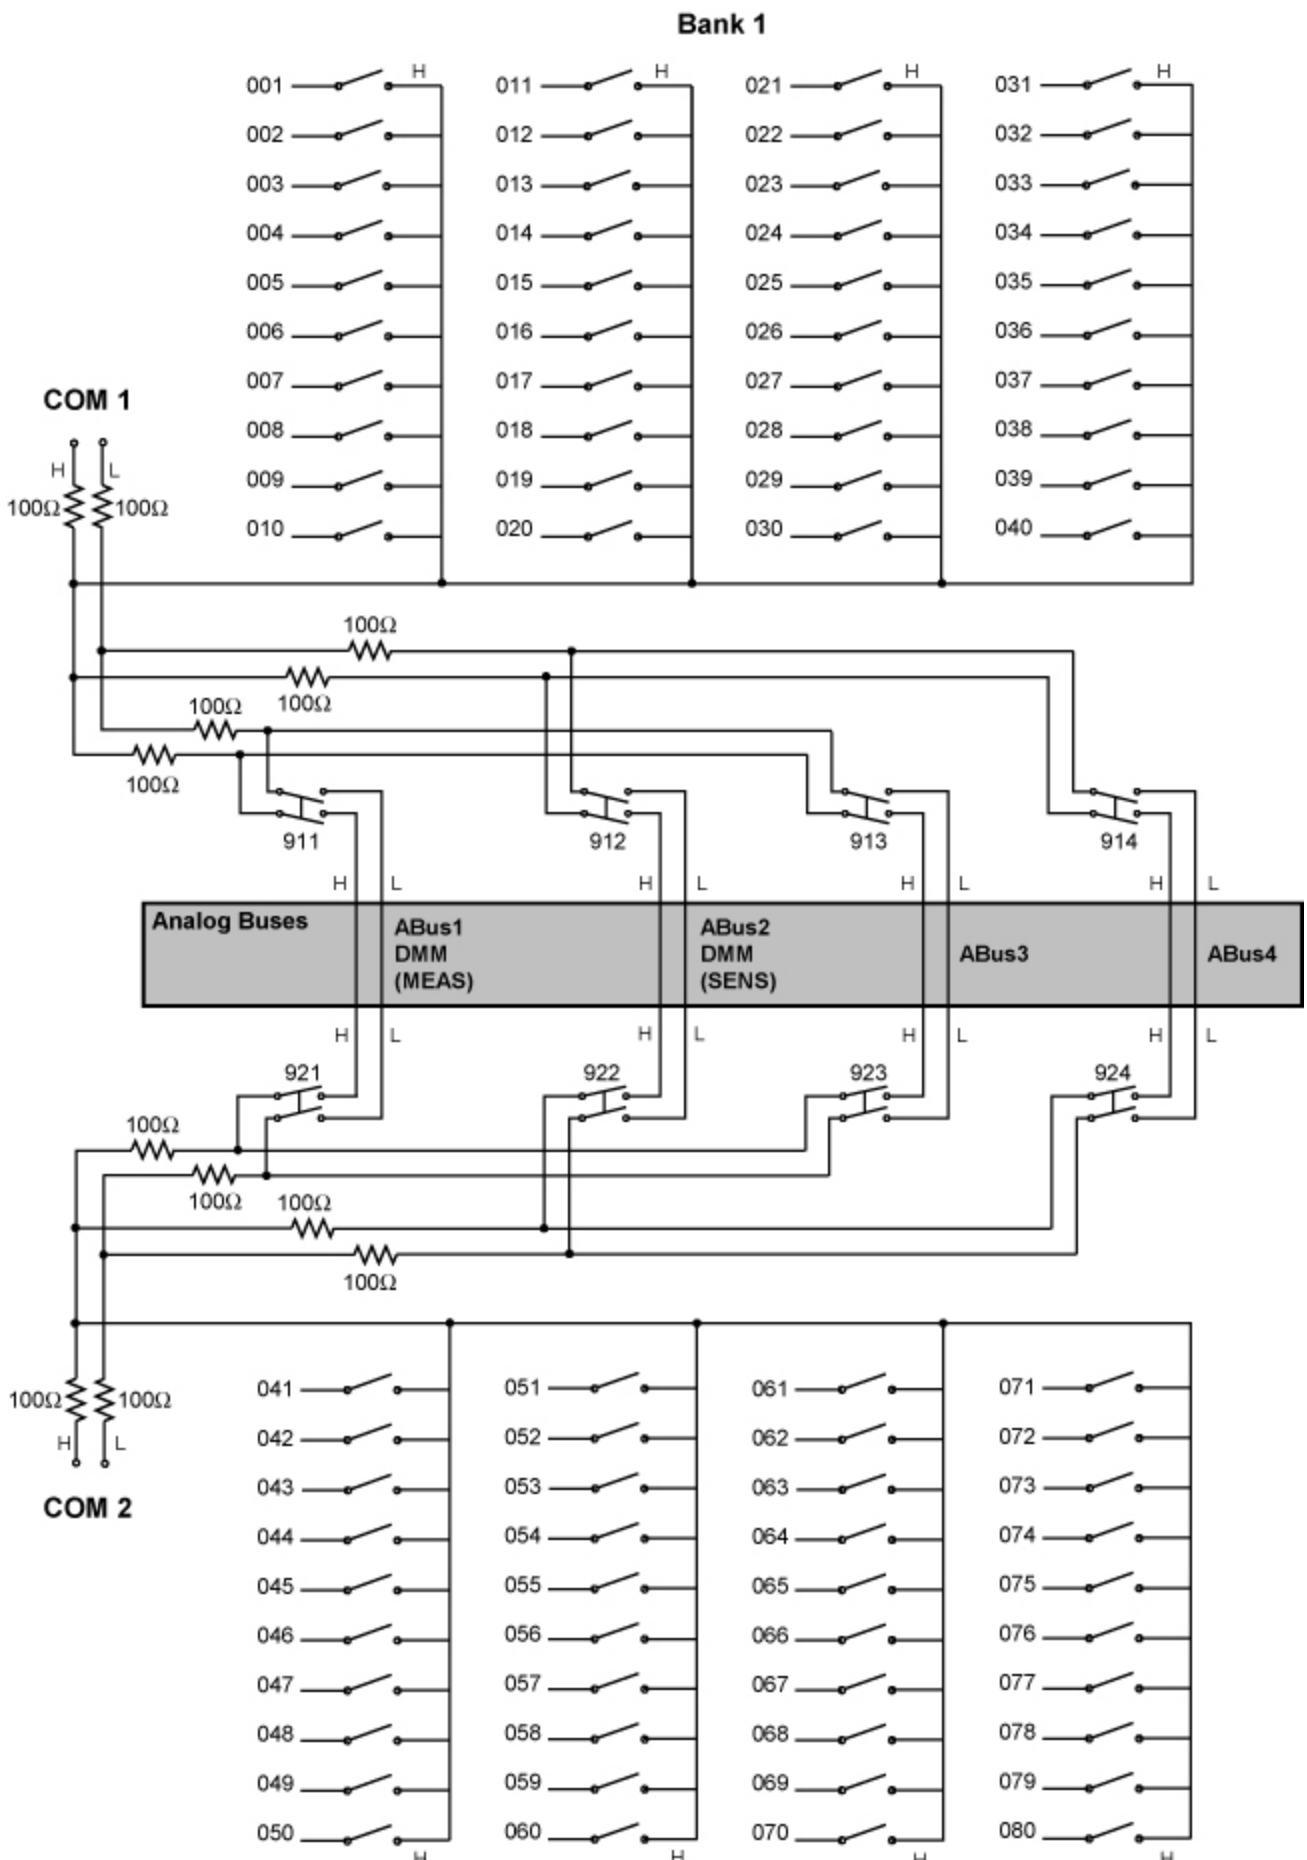 Bank 1
H H H H
001 011 021 031
002 012 022 032
003 013 023 033
004 014 024 034
005 015 025 035
006 016 026 036
007 017 027 037
COM 1
008 018 028 038
H L
009 019 029 039
100Ω 100Ω
010 020 030 040
100Ω
100Ω
100Ω
100Ω
911 912 913 914
H L H L H L H L
Analog Buses
ABus1
DMM
(MEAS)
ABus2
DMM
(SENS)
ABus3
ABus4
H L H L H L H L
921 922 923 924
100Ω
100Ω
100Ω
100Ω
041 051 061 071
100Ω 100Ω
H L
042 052 062 072
043 053 063 073
COM 2
044 054 064 074
045 055 065 075
046 056 066 076
047 057 067 077
048 058 068 078
049 059 069 079
050 060 070 080
H H H H